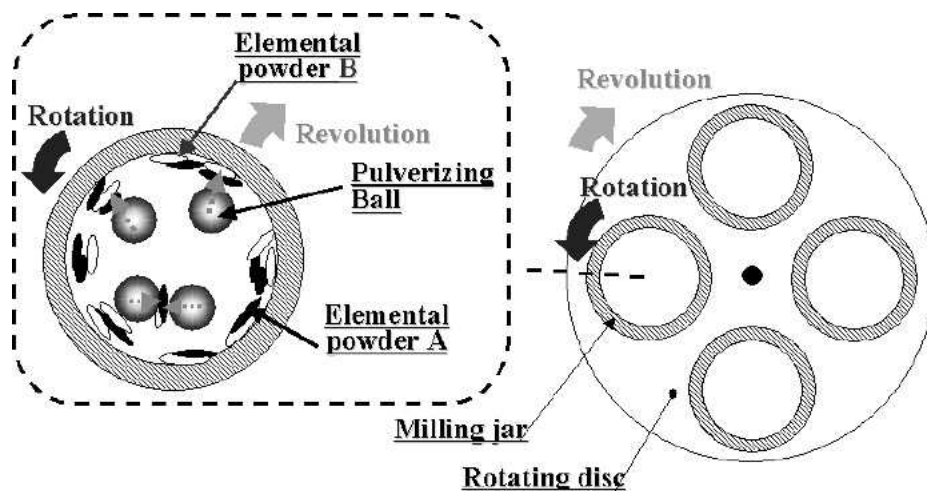 Elemental
powder B
Rotation
Revolution
Pulverizing
Ball
Elemental
powder A
Revolution
Rotation
Milling jar
Rotating disc